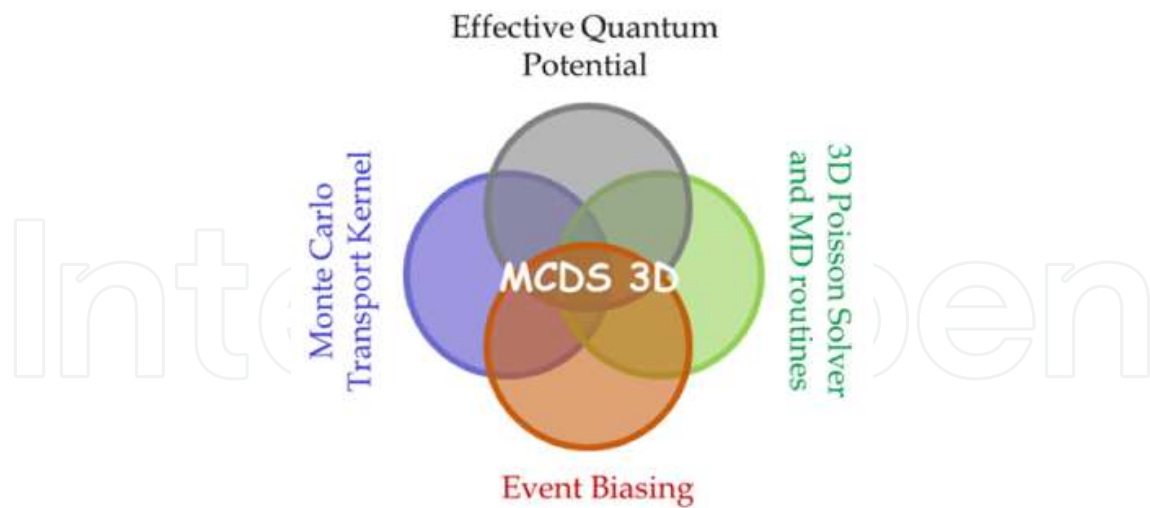 Effective Quantum
Potential
Monte Carlo
Transport Kernel
MCDS 3D
3D Poisson Solver
and MD routines
Event Biasing